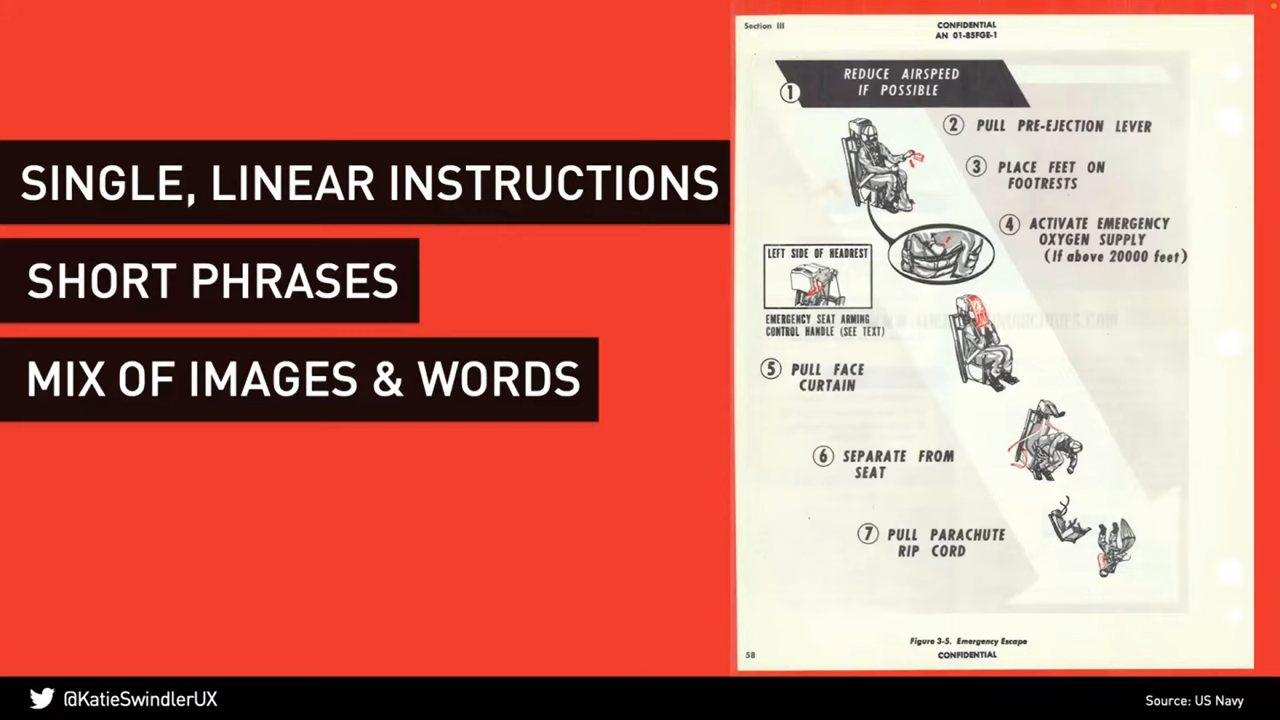 SINGLE, LINEAR INSTRUCTIONS
SHORT PHRASES
MIX OF IMAGES & WORDS
Section III
CONFIDENTIAL
AN 01-85FGE-1
1
REDUCE AIRSPEED
IF POSSIBLE
2 PULL PRE-EJECTION LEVER
3 PLACE FEET ON
FOOTRESTS
4 ACTIVATE EMERGENCY
OXYGEN SUPPLY
(If above 20000 feet)
LEFT SIDE OF HEADREST
EMERGENCY SEAT ARMING
CONTROL HANDLE (SEE TEXT)
5 PULL FACE
CURTAIN
6 SEPARATE FROM
SEAT
7 PULL PARACHUTE
RIP CORD
Figure 3-5. Emergency Escape
58
CONFIDENTIAL
@KatieSwindlerUX
Source: US Navy